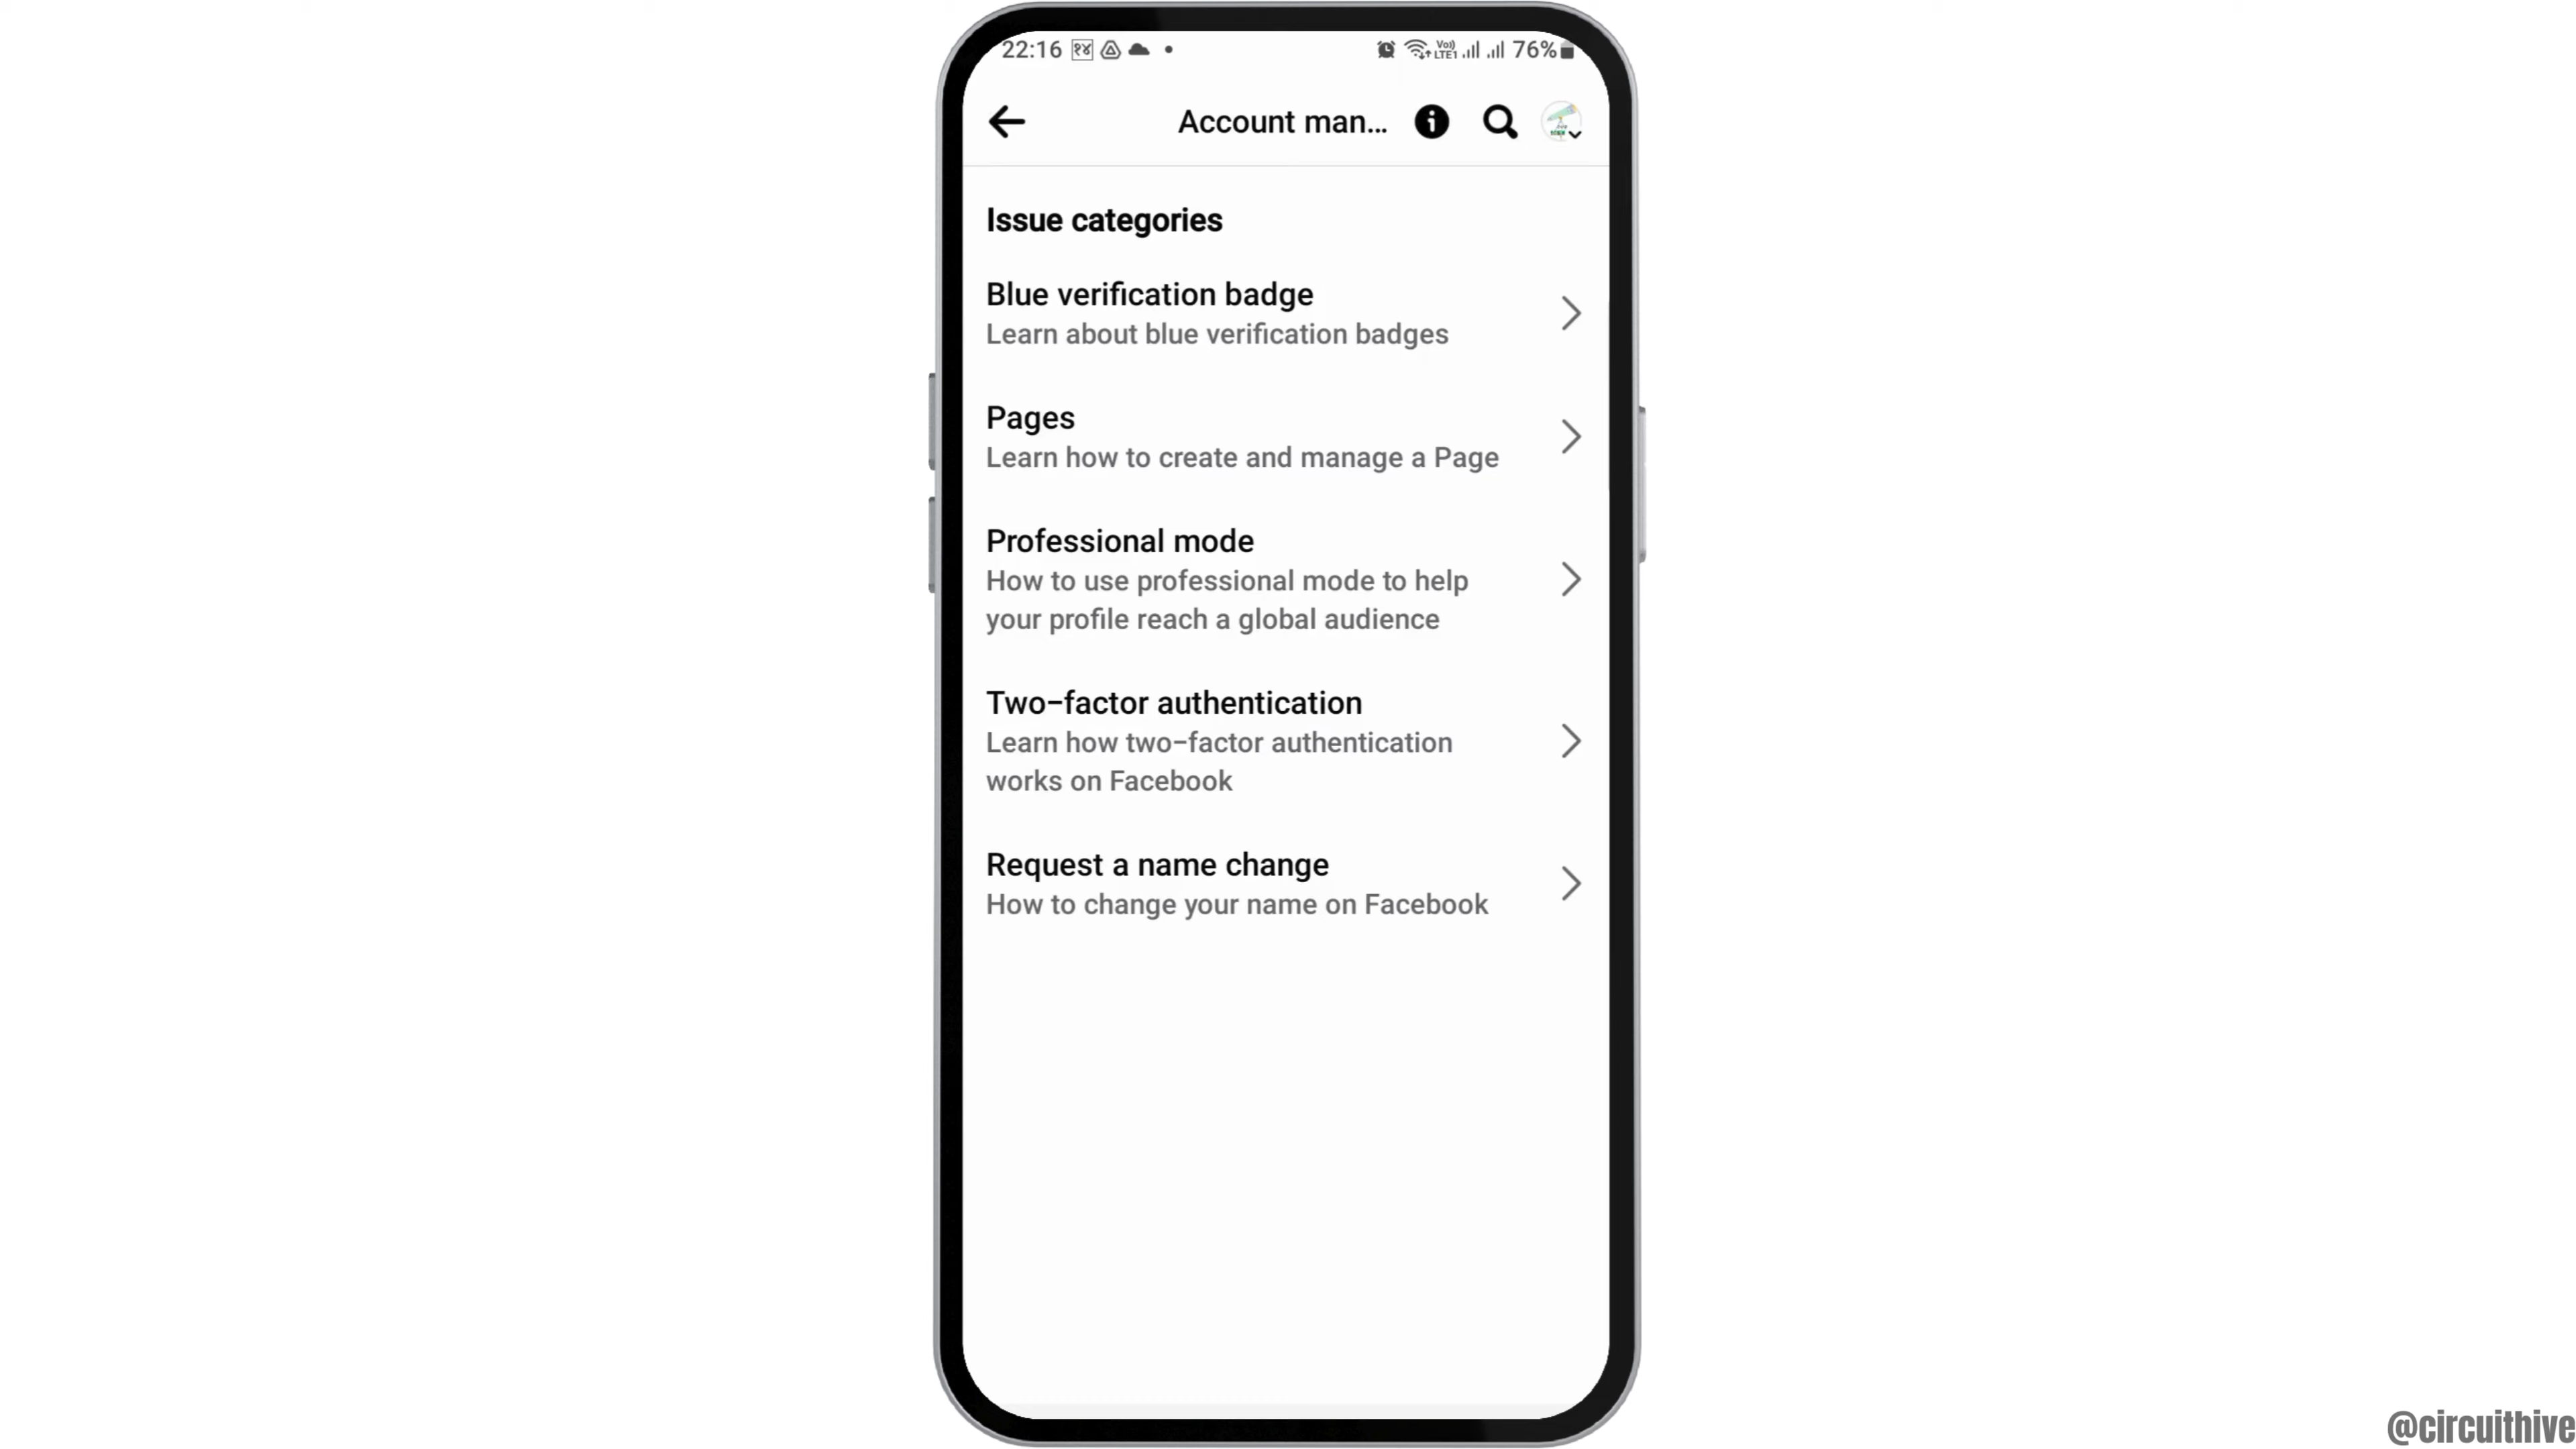 22:16 १४ Vo) LTE1 76%
Account man...
Issue categories
Blue verification badge
Learn about blue verification badges
Pages
Learn how to create and manage a Page
Professional mode
How to use professional mode to help
your profile reach a global audience
Two-factor authentication
Learn how two-factor authentication
works on Facebook
Request a name change
How to change your name on Facebook
@circuithive